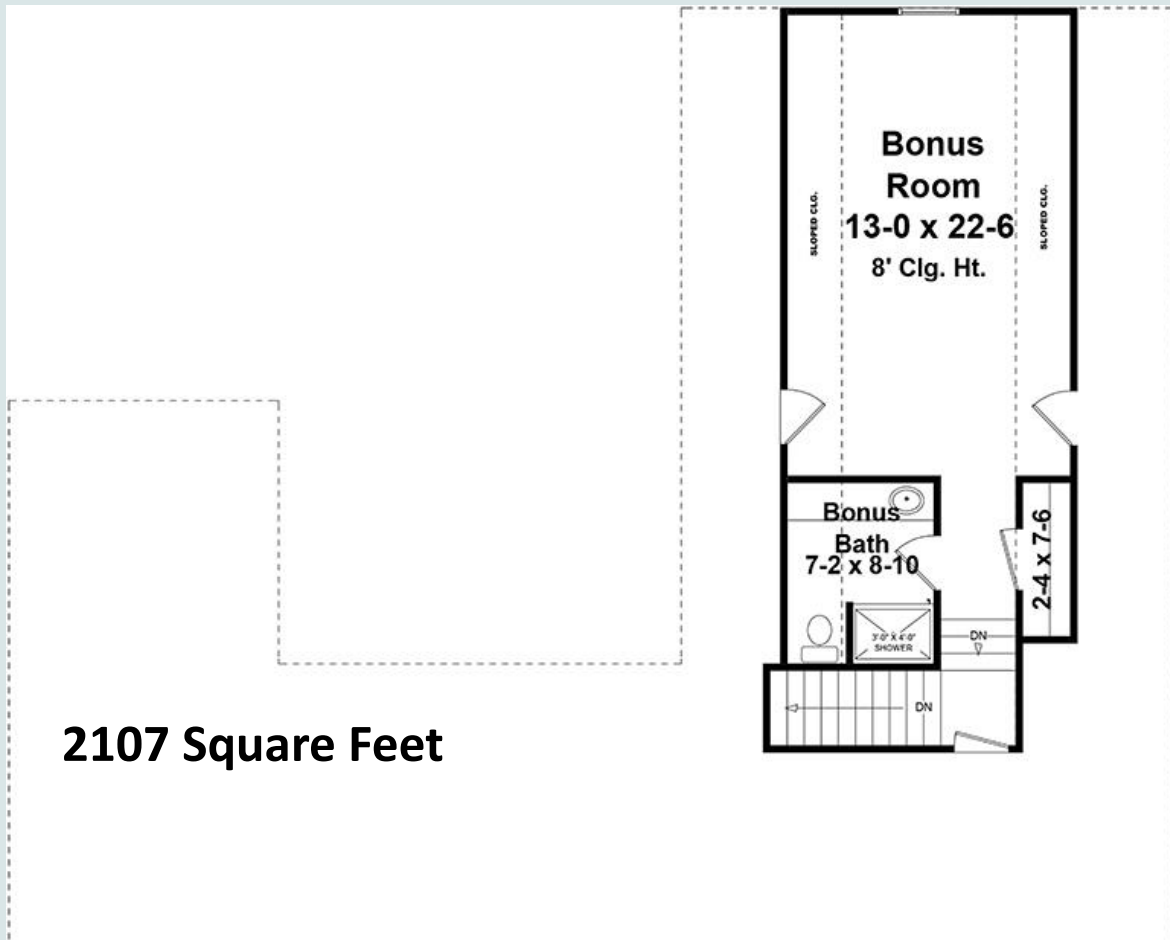 Bonus
Room
13-0 x 22-6
8' Clg. Ht.
SLOPED CLG.
SLOPED CLG.
Bonus
Bath
7-2 x 8-10
2-4 x 7-6
3'-0" X 4'-0"
SHOWER
DN
DN
2107 Square Feet